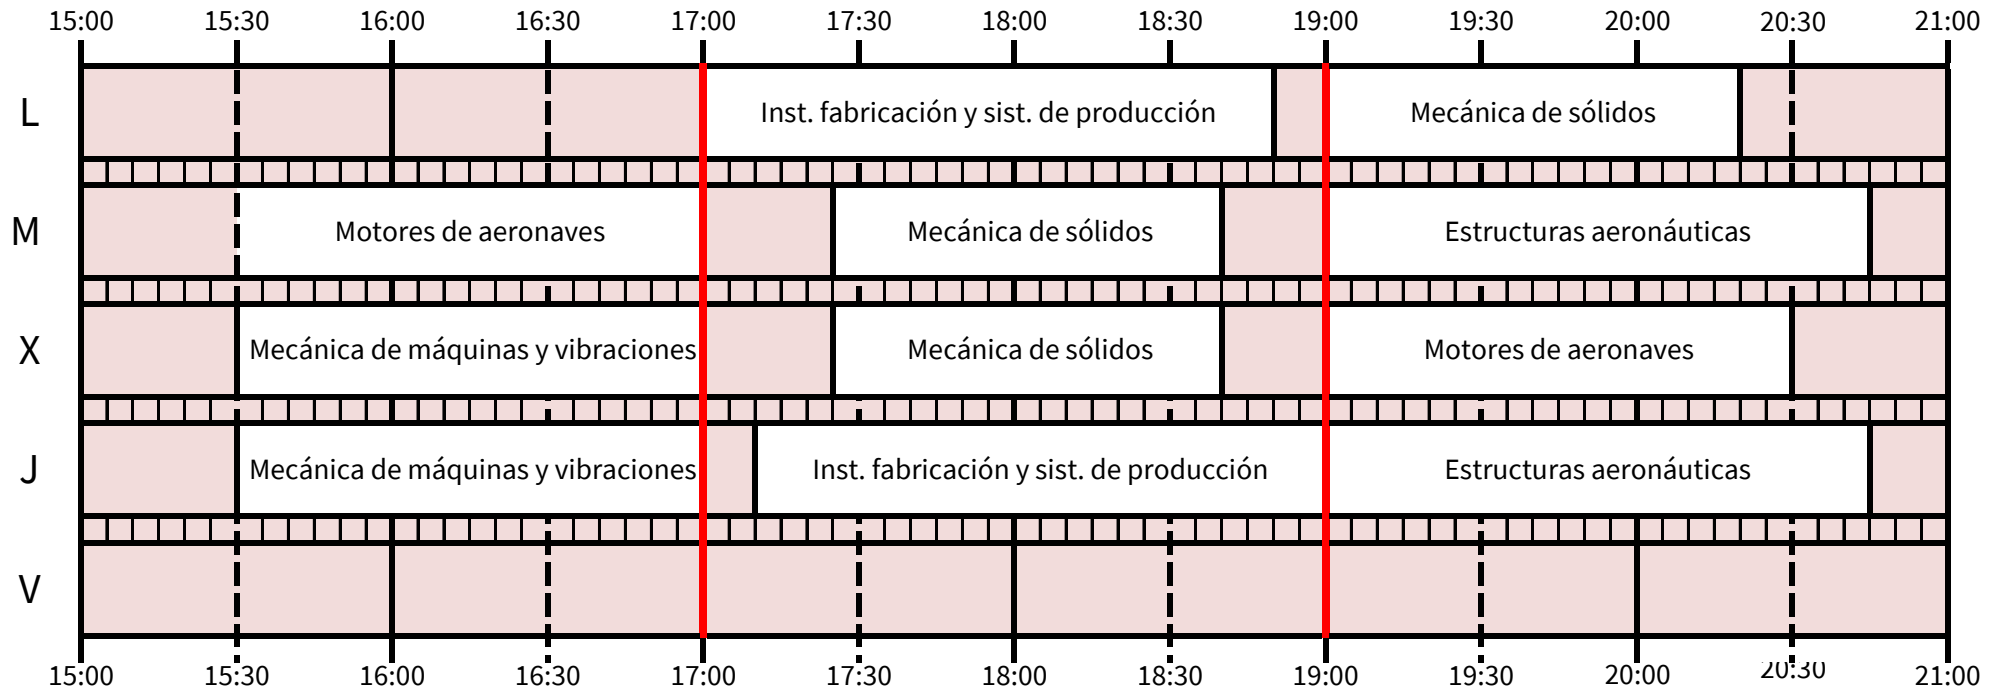 15:00 15:30 16:00 16:30 17:00 17:30 18:00 18:30 19:00 19:30 20:00 20:30 21:00
L Inst. fabricación y sist. de producción Mecánica de sólidos
M Motores de aeronaves Mecánica de sólidos Estructuras aeronáuticas
X Mecánica de máquinas y vibraciones Mecánica de sólidos Motores de aeronaves
J Mecánica de máquinas y vibraciones Inst. fabricación y sist. de producción Estructuras aeronáuticas
V
15:00 15:30 16:00 16:30 17:00 17:30 18:00 18:30 19:00 19:30 20:00 20:30 21:00